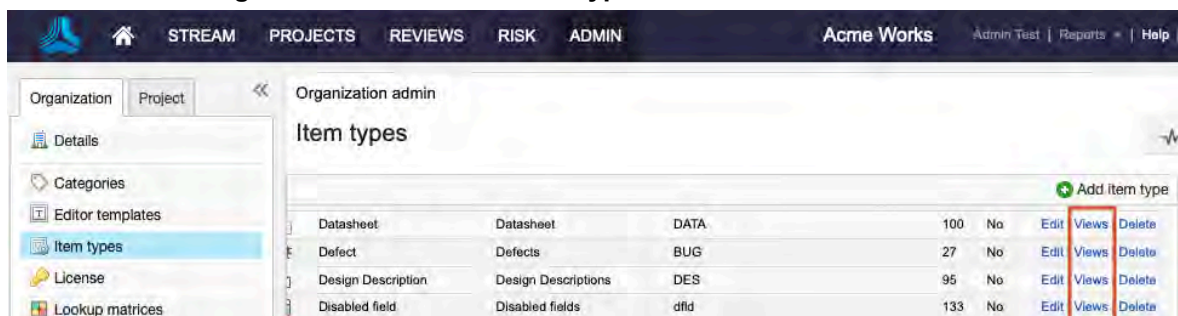 STREAM PROJECTS REVIEWS RISK ADMIN Acme Works Admin Test | Reports | Help
Organization Project
Organization admin
Details
Item types
Categories
Add item type
Editor templates
Datasheet Datasheet DATA 100 No Edit Views Delete
Item types
Defect Defects BUG 27 No Edit Views Delete
License
Design Description Design Descriptions DES 95 No Edit Views Delete
Lookup matrices
Disabled field Disabled fields dfld 133 No Edit Views Delete